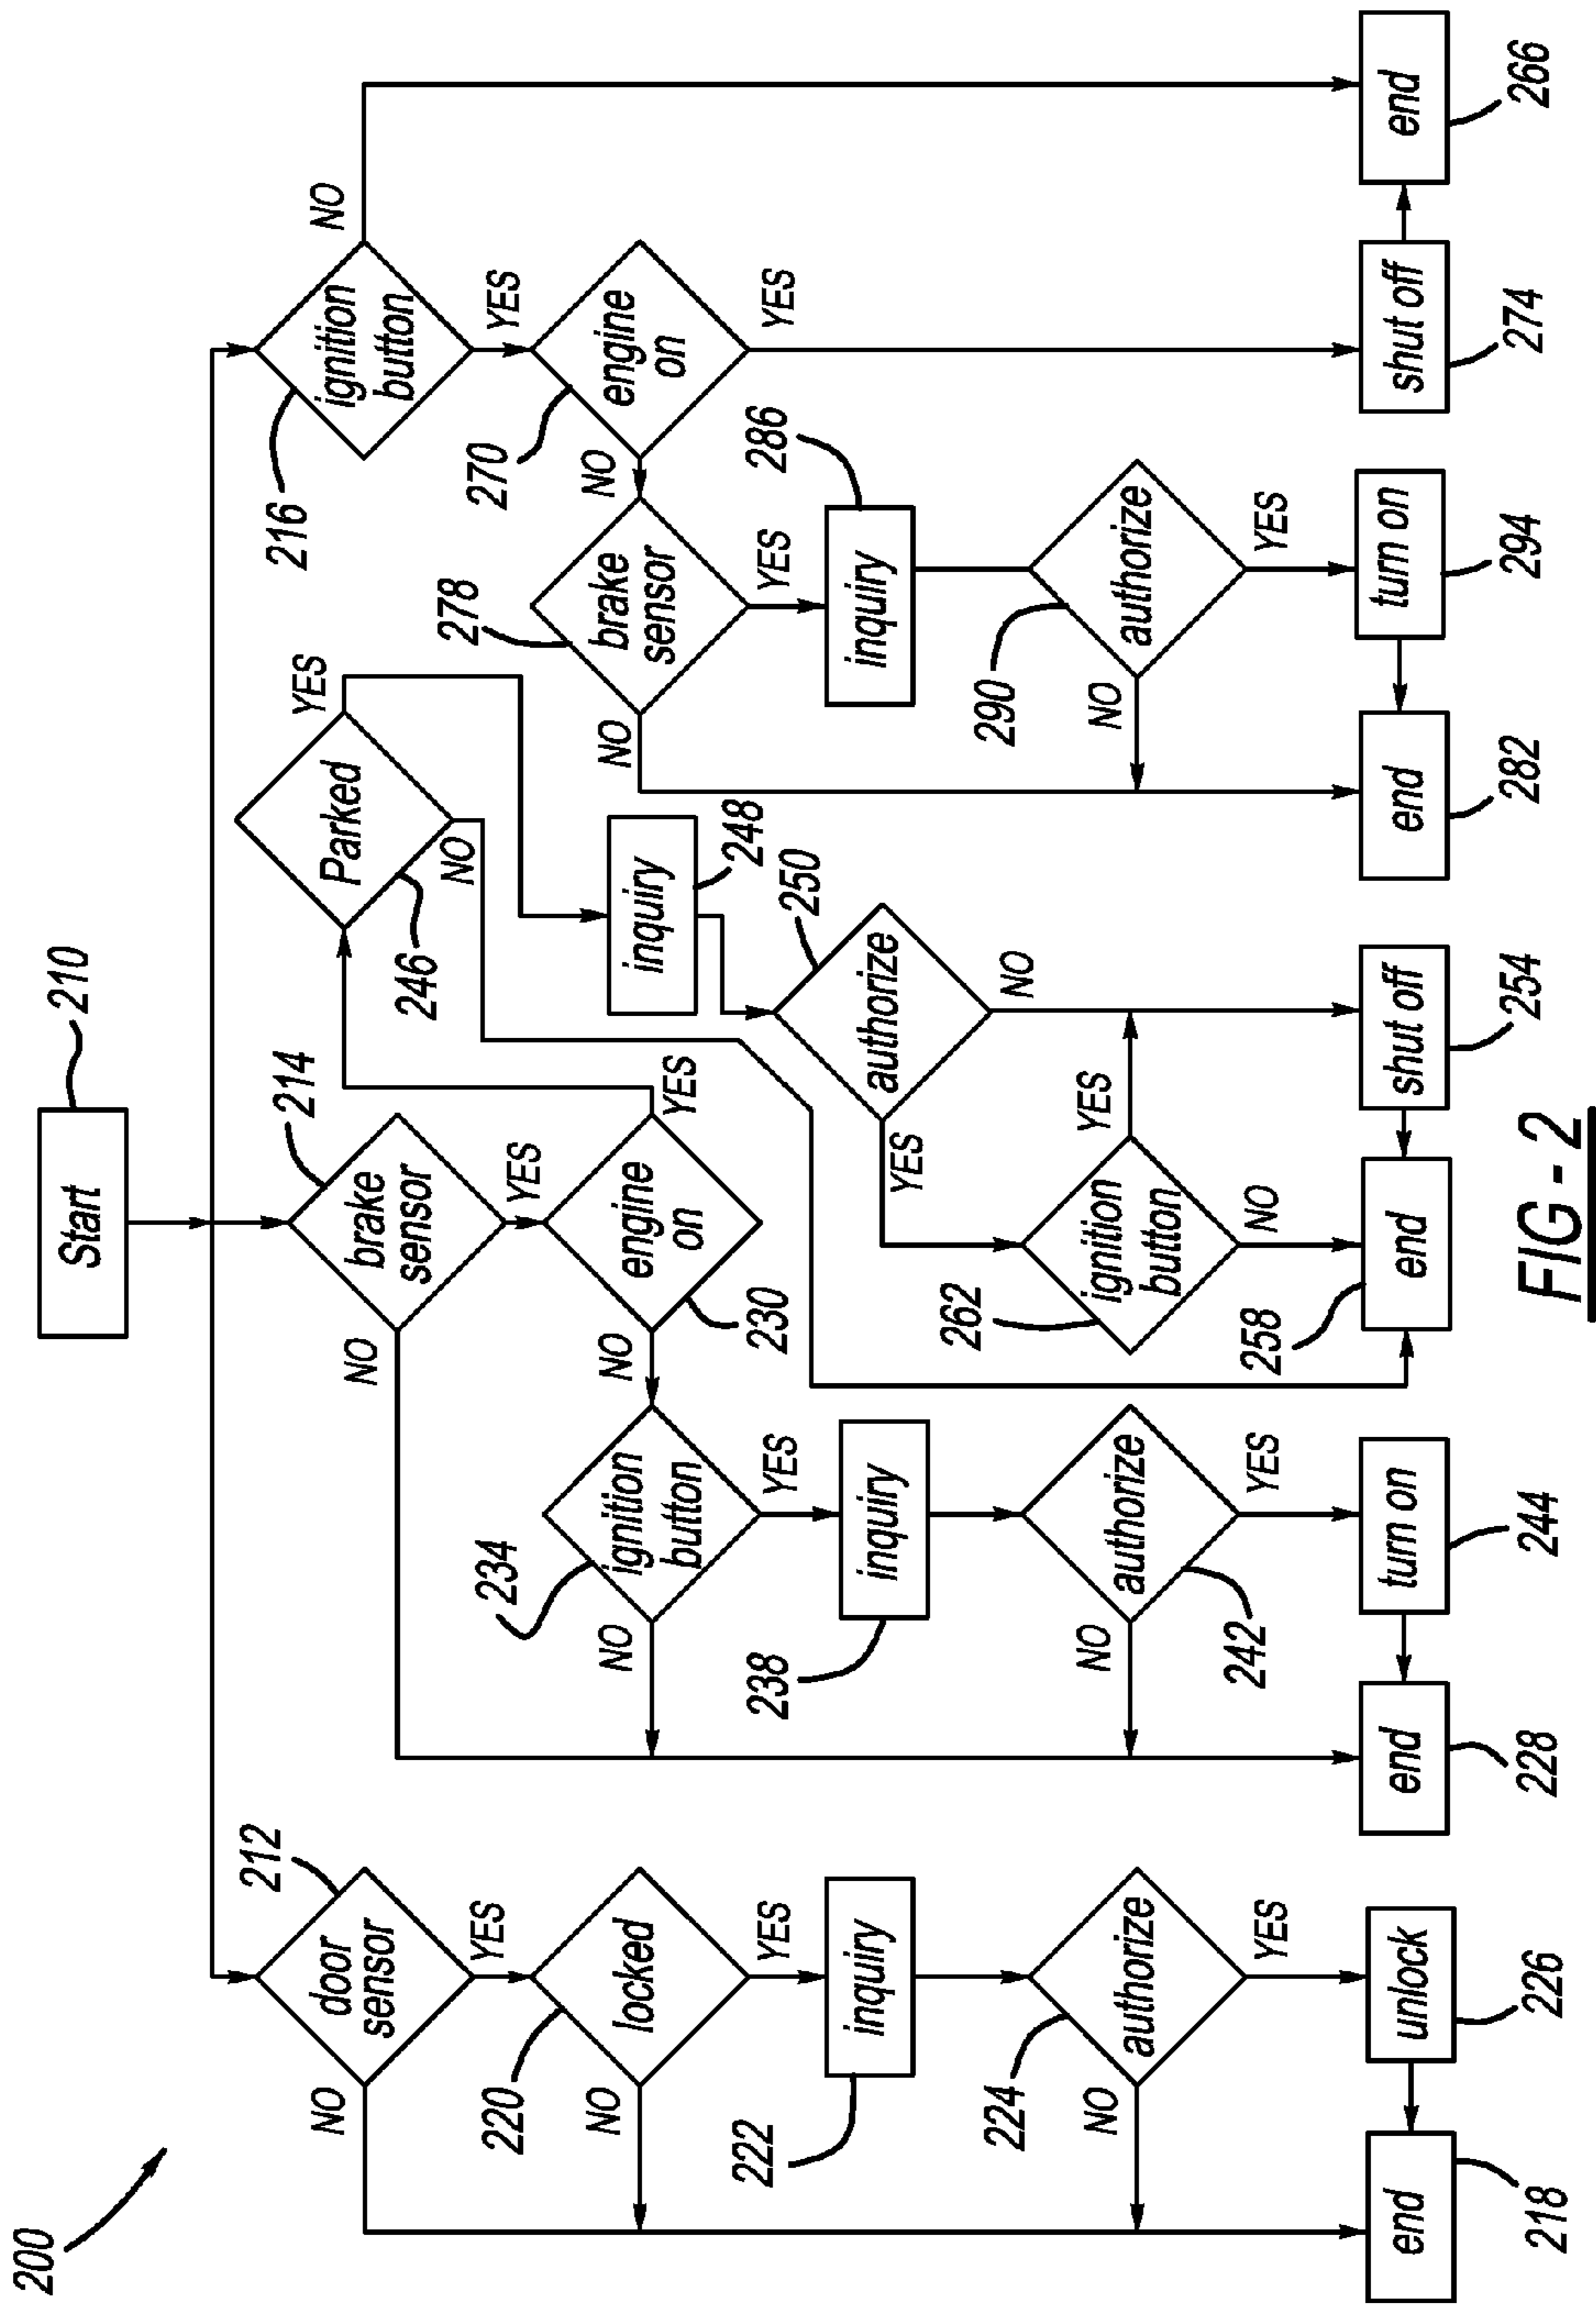 200
Start
210
door
sensor
212
NO
YES
locked
220
NO
YES
inquiry
222
authorize
224
NO
YES
unlock
226
end
218
brake
sensor
214
NO
YES
engine
on
230
NO
YES
ignition
button
234
NO
YES
inquiry
238
authorize
242
NO
YES
turn on
244
end
228
Parked
246
YES
NO
inquiry
248
authorize
250
YES
NO
ignition
button
262
YES
NO
shut off
254
end
258
ignition
button
216
NO
YES
engine
on
270
NO
YES
brake
sensor
278
NO
YES
inquiry
286
authorize
290
NO
YES
turn on
294
end
282
shut off
274
end
266
FIG - 2